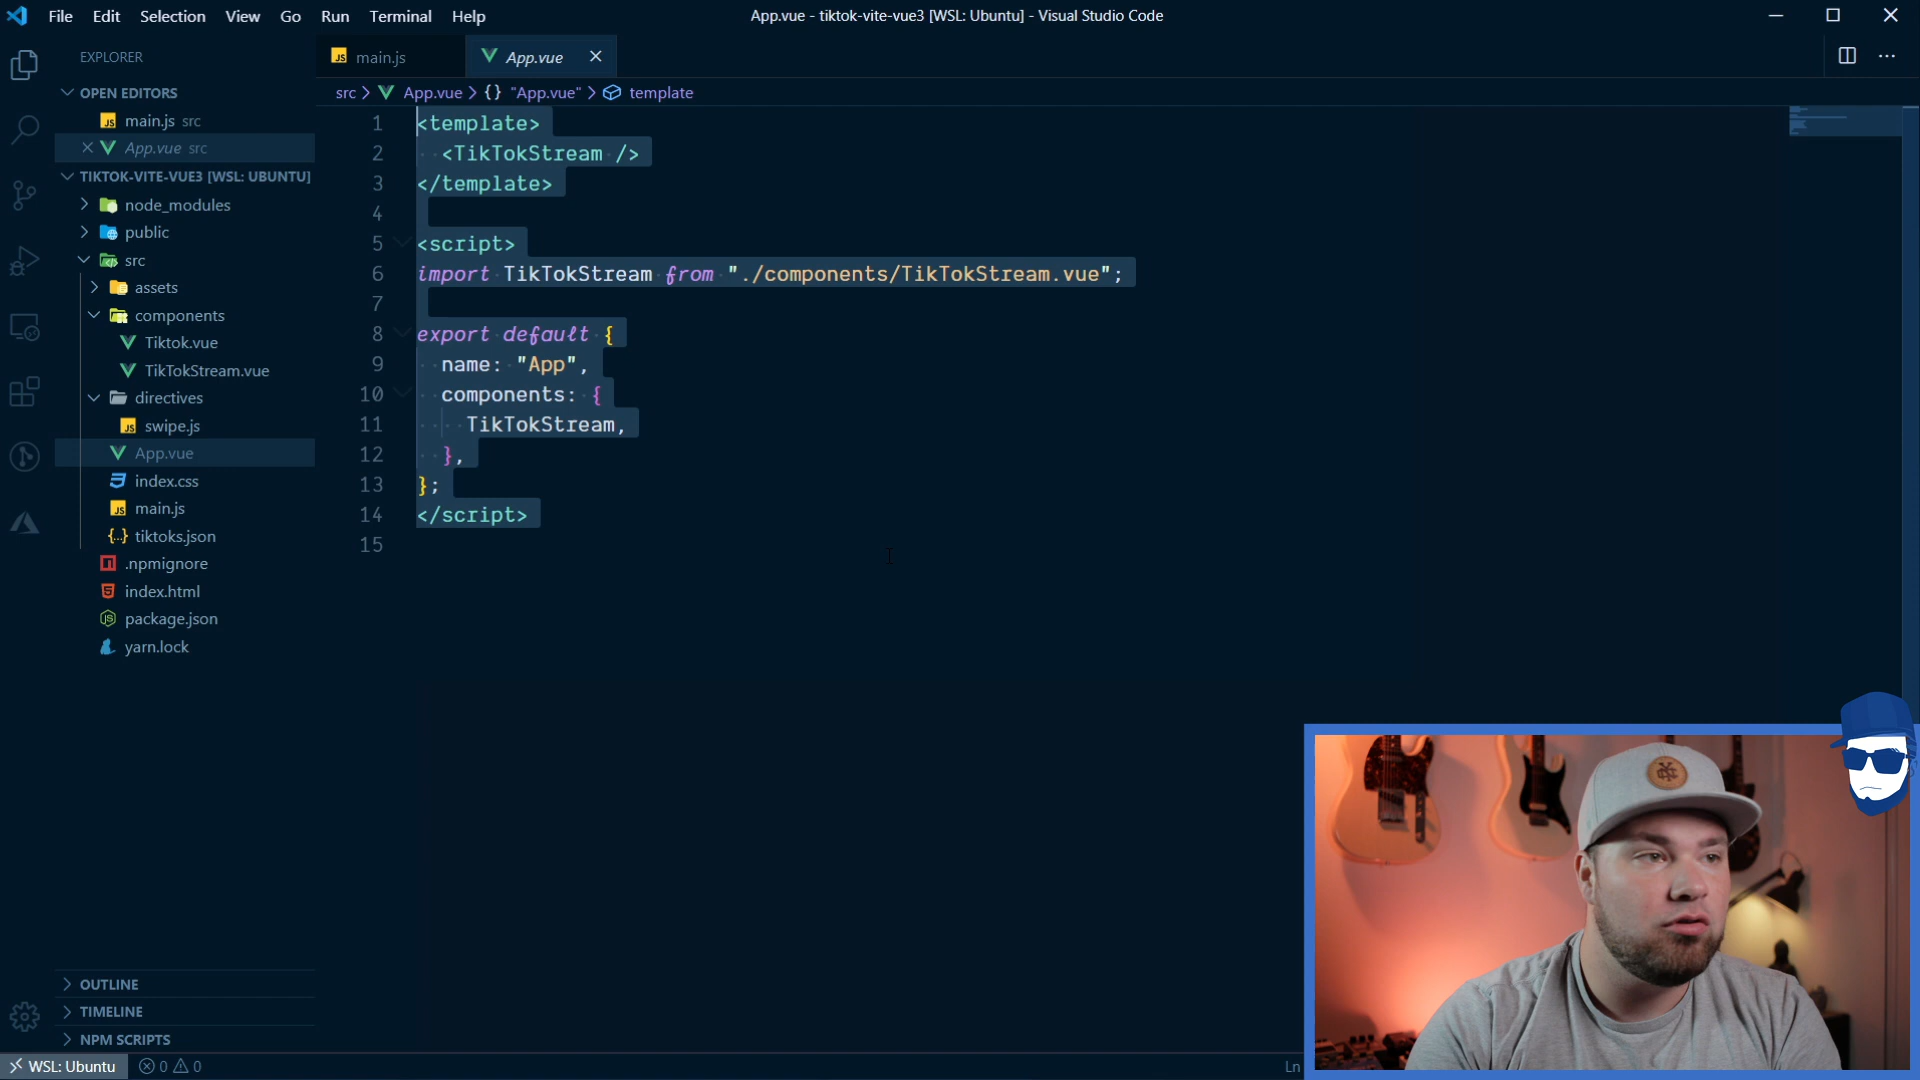 File Edit Selection View Go Run Terminal Help
App.vue - tiktok-vite-vue3 [WSL: Ubuntu] - Visual Studio Code
EXPLORER
OPEN EDITORS
main.js src
App.vue src
TIKTOK-VITE-VUE3 [WSL: UBUNTU]
node_modules
public
src
assets
components
Tiktok.vue
TikTokStream.vue
directives
swipe.js
App.vue
index.css
main.js
tiktoks.json
.npmignore
index.html
package.json
yarn.lock
OUTLINE
TIMELINE
NPM SCRIPTS
main.js App.vue
src > App.vue > {} "App.vue" > template
1 <template>
2 <TikTokStream />
3 </template>
4
5 <script>
6 import TikTokStream from "./components/TikTokStream.vue";
7
8 export default {
9 name: "App",
10 components: {
11 TikTokStream,
12 },
13 };
14 </script>
15
WSL: Ubuntu 0 0
Ln